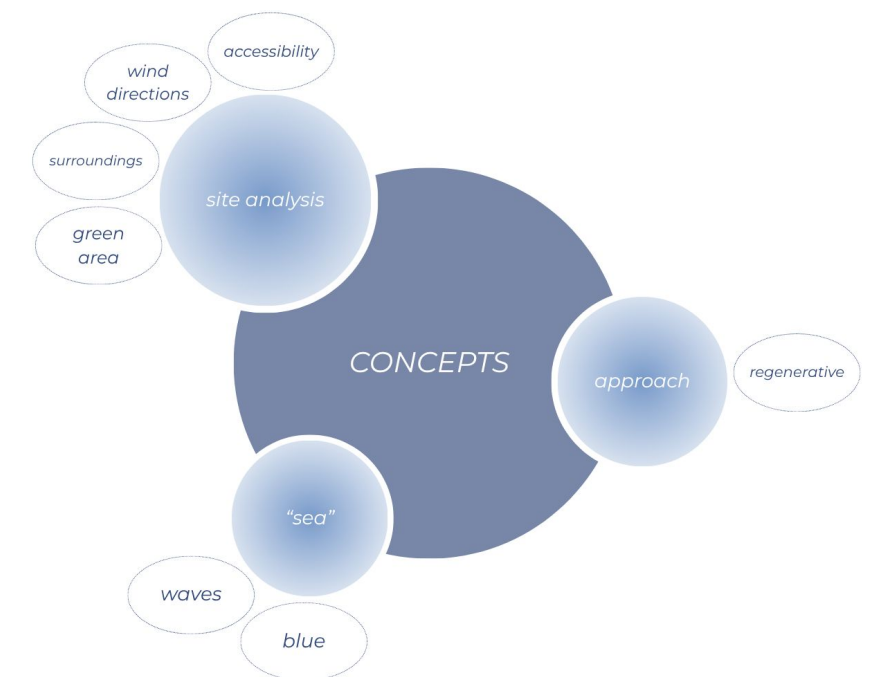 accessibility
wind
directions
surroundings
site analysis
green
area
CONCEPTS
regenerative
approach
“sea”
waves
blue